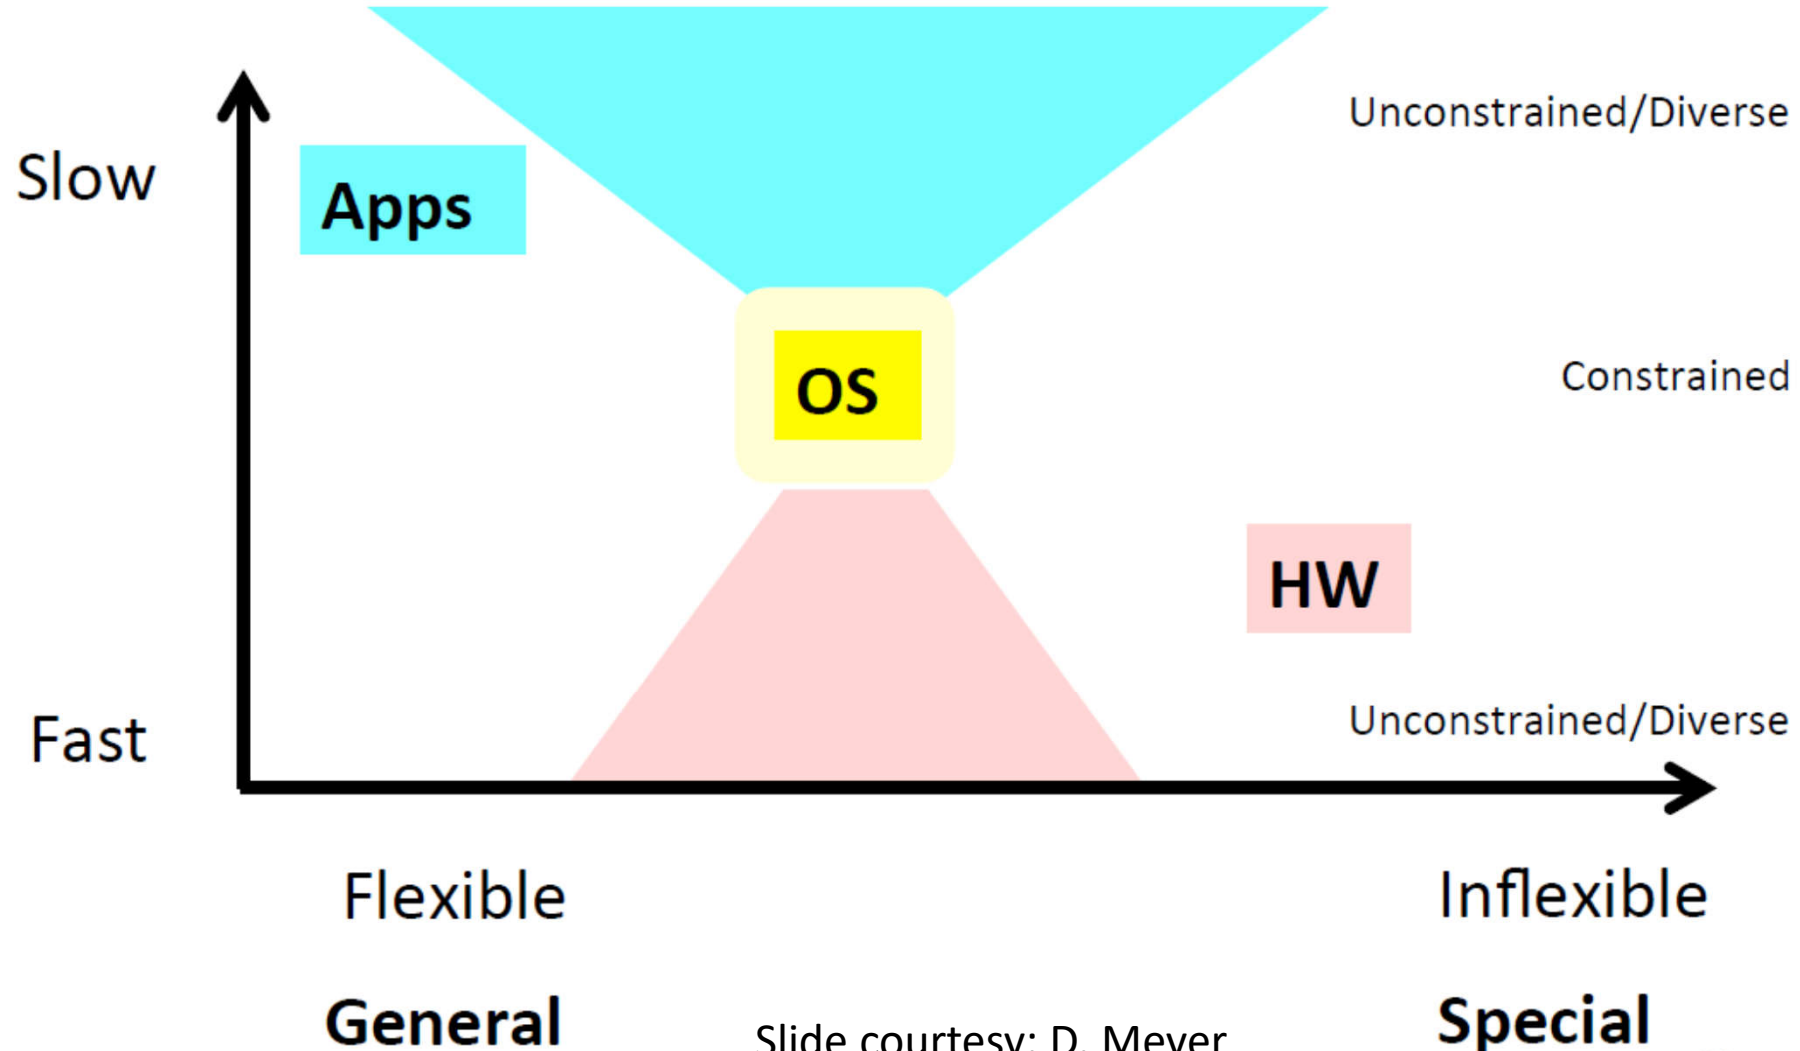 Unconstrained/Diverse
Slow
Apps
Constrained
OS
HW
Fast
Unconstrained/Diverse
Flexible
Inflexible
General
Special
Slide courtesy: D. Meyer